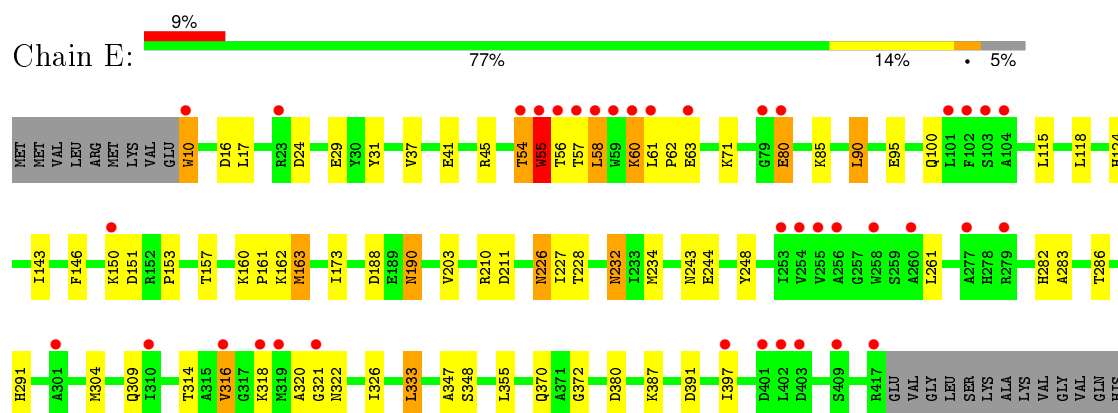 9%
Chain E:
77% 14% • 5%
MET MET VAL LEU ARG MET LYS VAL GLU W10 D16 L17 R23 D24 E29 Y30 Y31 V37 E41 R45 T54 W55 T56 T57 L58 W59 K60 L61 P62 E63 K71 G79 E80 K85 L90 E95 Q100 L101 F102 S103 A104 L115 L118 H124
I143 F146 K150 D151 R152 P153 T157 K160 P161 K162 M163 I173 D188 E189 N190 V203 R210 D211 N226 I227 T228 N232 I233 M234 N243 E244 Y248 I253 V254 V255 A256 G257 W258 S259 A260 L261 A277 H278 R279 H282 A283 T286
H291 A301 M304 Q309 I310 T314 A315 V316 G317 K318 M319 A320 G321 N322 I326 L333 A347 S348 L355 Q370 A371 G372 D380 K387 D391 I397 D401 L402 D403 S409 R417 GLU VAL GLY LEU SER LYS ALA LYS VAL GLY VAL GLN